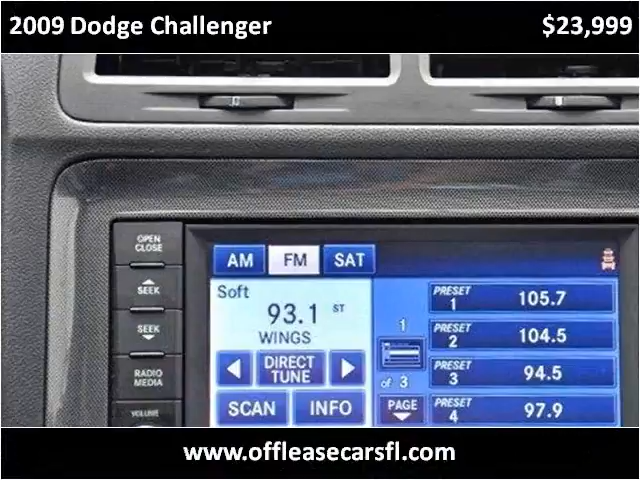 2009 Dodge Challenger $23,999
OPEN
CLOSE
SEEK
SEEK
RADIO
MEDIA
VOLUME
AM FM SAT
Soft
93.1 ST
WINGS
DIRECT
TUNE
SCAN INFO
1
of 3
PAGE
PRESET
1 105.7
PRESET
2 104.5
PRESET
3 94.5
PRESET
4 97.9
www.offleasecarsfl.com